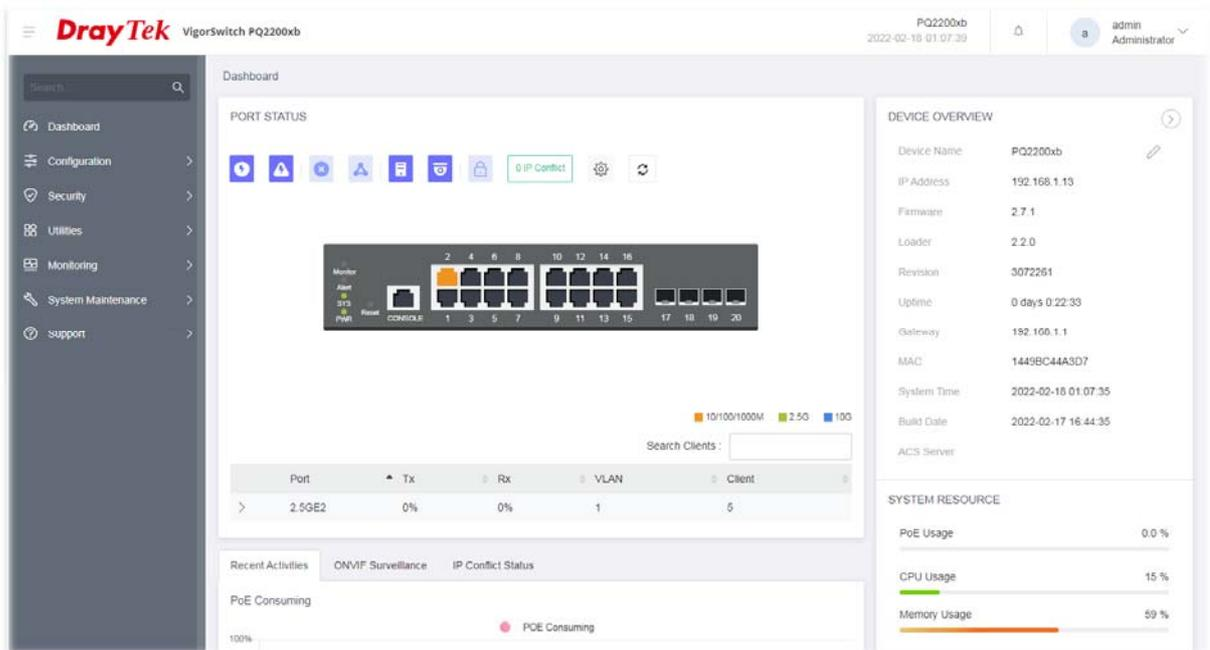 DrayTek VigorSwitch PQ2200xb
PQ2200xb
2022-02-18 01:07:39
a
admin
Administrator
Search...
Dashboard
Configuration
Security
Utilities
Monitoring
System Maintenance
Support
Dashboard
PORT STATUS
0 IP Conflict
2 4 6 8 10 12 14 16
Monitor
Alert
SYS
PWR Reset CONSOLE 1 3 5 7 9 11 13 15 17 18 19 20
10/100/1000M 2.5G 10G
Search Clients :
Port Tx Rx VLAN Client
2.5GE2 0% 0% 1 5
Recent Activities ONVIF Surveillance IP Conflict Status
PoE Consuming
POE Consuming
100%
DEVICE OVERVIEW
Device Name PQ2200xb
IP Address 192.168.1.13
Firmware 2.7.1
Loader 2.2.0
Revision 3072261
Uptime 0 days 0:22:33
Gateway 192.168.1.1
MAC 1449BC44A3D7
System Time 2022-02-18 01:07:35
Build Date 2022-02-17 16:44:35
ACS Server
SYSTEM RESOURCE
PoE Usage 0.0 %
CPU Usage 15 %
Memory Usage 59 %